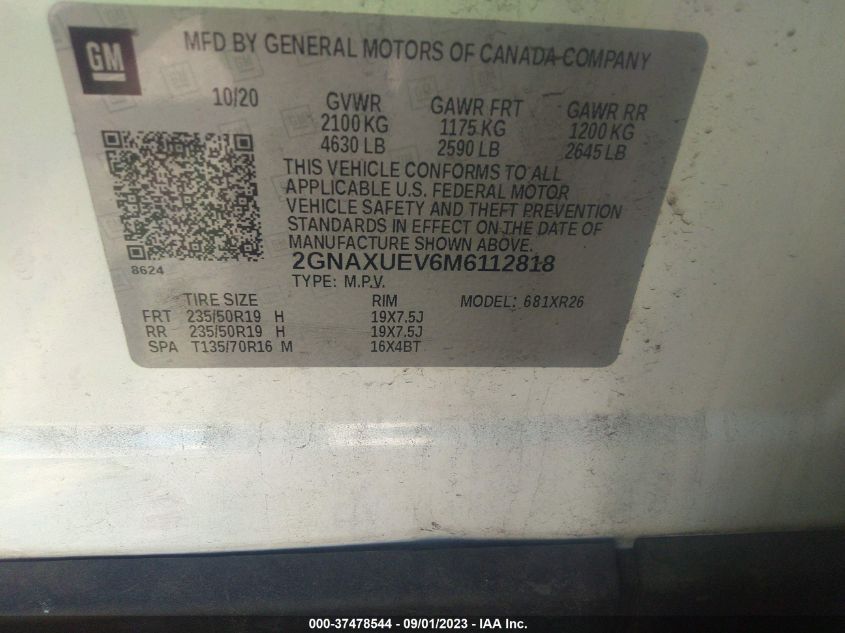 GM
MFD BY GENERAL MOTORS OF CANADA COMPANY
10/20 GVWR GAWR FRT GAWR RR
2100 KG 1175 KG 1200 KG
4630 LB 2590 LB 2645 LB
THIS VEHICLE CONFORMS TO ALL
APPLICABLE U.S. FEDERAL MOTOR
VEHICLE SAFETY AND THEFT PREVENTION
STANDARDS IN EFFECT ON THE DATE OF
MANUFACTURE SHOWN ABOVE.
8624
2GNAXUEV6M6112818
TYPE: M.P.V.
TIRE SIZE RIM MODEL: 681XR26
FRT 235/50R19 H 19X7.5J
RR 235/50R19 H 19X7.5J
SPA T135/70R16 M 16X4BT
000-37478544 - 09/01/2023 - IAA Inc.